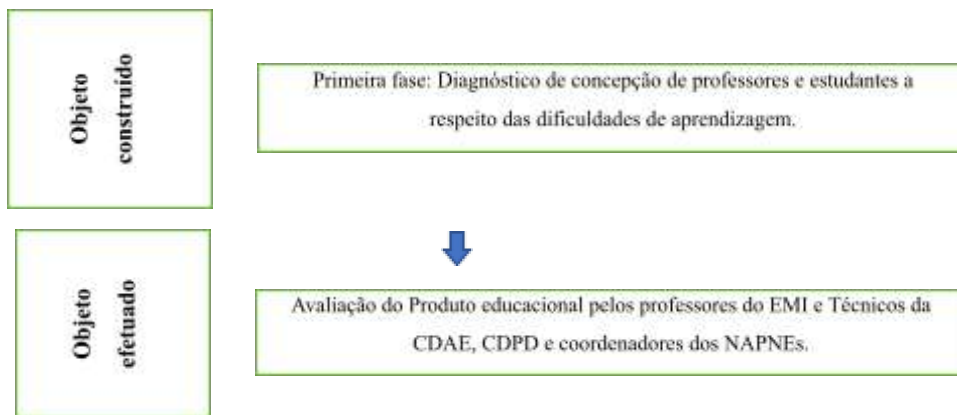 Objeto
construído
Primeira fase: Diagnóstico de concepção de professores e estudantes a
respeito das dificuldades de aprendizagem.
Objeto
efetuado
Avaliação do Produto educacional pelos professores do EMI e Técnicos da
CDAE, CDPD e coordenadores dos NAPNEs.